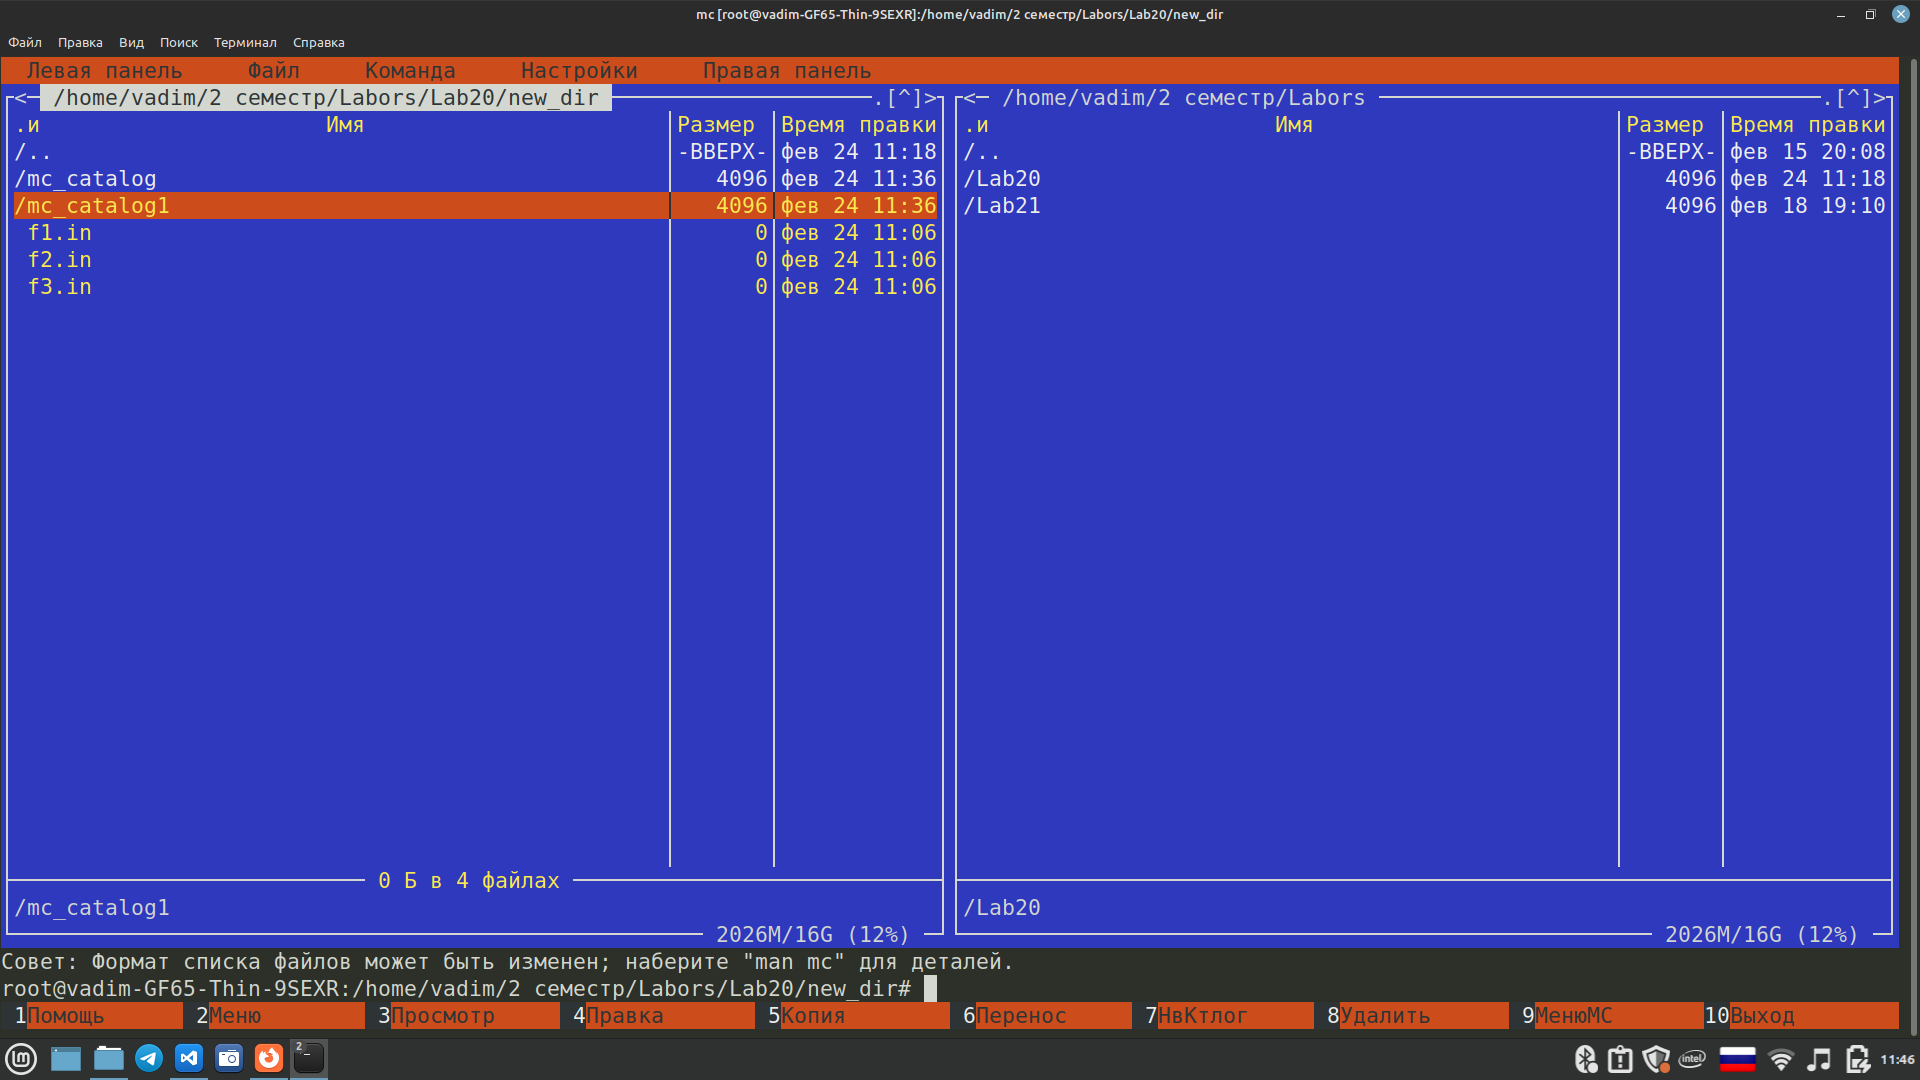 mc [root@vadim-GF65-Thin-9SEXR]:/home/vadim/2 семестр/Labors/Lab20/new_dir
Файл Правка Вид Поиск Терминал Справка
Левая панель Файл Команда Настройки Правая панель
<─ /home/vadim/2 семестр/Labors/Lab20/new_dir .[^]>
.и Имя Размер Время правки
/.. -ВВЕРХ- фев 24 11:18
/mc_catalog 4096 фев 24 11:36
/mc_catalog1 4096 фев 24 11:36
f1.in 0 фев 24 11:06
f2.in 0 фев 24 11:06
f3.in 0 фев 24 11:06
0 Б в 4 файлах
/mc_catalog1
2026M/16G (12%)
<─ /home/vadim/2 семестр/Labors .[^]>
.и Имя Размер Время правки
/.. -ВВЕРХ- фев 15 20:08
/Lab20 4096 фев 24 11:18
/Lab21 4096 фев 18 19:10
/Lab20
2026M/16G (12%)
Совет: Формат списка файлов может быть изменен; наберите "man mc" для деталей.
root@vadim-GF65-Thin-9SEXR:/home/vadim/2 семестр/Labors/Lab20/new_dir#
1Помощь 2Меню 3Просмотр 4Правка 5Копия 6Перенос 7НвКтлог 8Удалить 9МенюМС 10Выход
2 intel 11:46